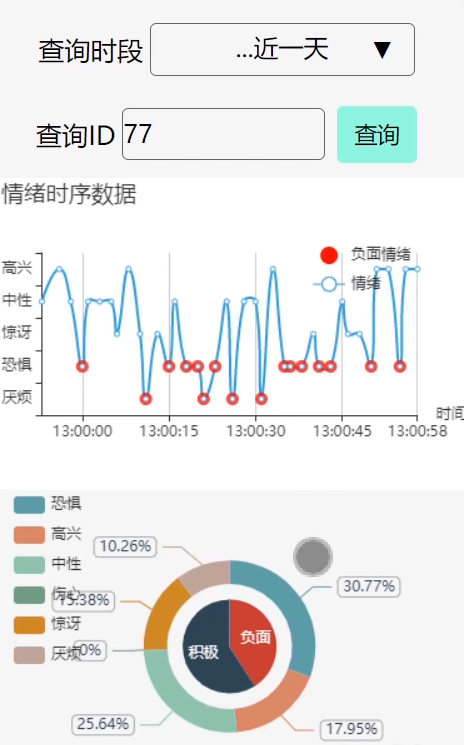 查询时段 ...近一天 ▼
查询ID 77 查询
情绪时序数据
负面情绪
情绪
高兴
中性
惊讶
恐惧
厌烦
时间
13:00:00 13:00:15 13:00:30 13:00:45 13:00:58
恐惧
高兴
中性
伤心
惊讶
厌烦
10.26%
30.77%
15.38%
0%
25.64%
17.95%
积极 负面